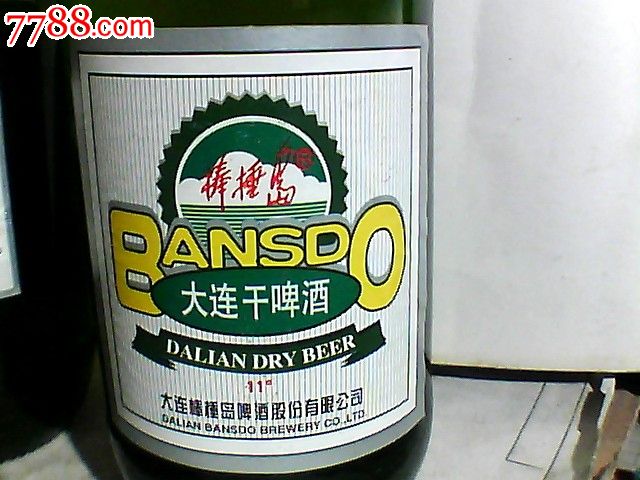 7788.com
棒棰岛
BANSDO
大连干啤酒
DALIAN DRY BEER
11°
大连棒棰岛啤酒股份有限公司
DALIAN BANSDO BREWERY CO.,LTD.